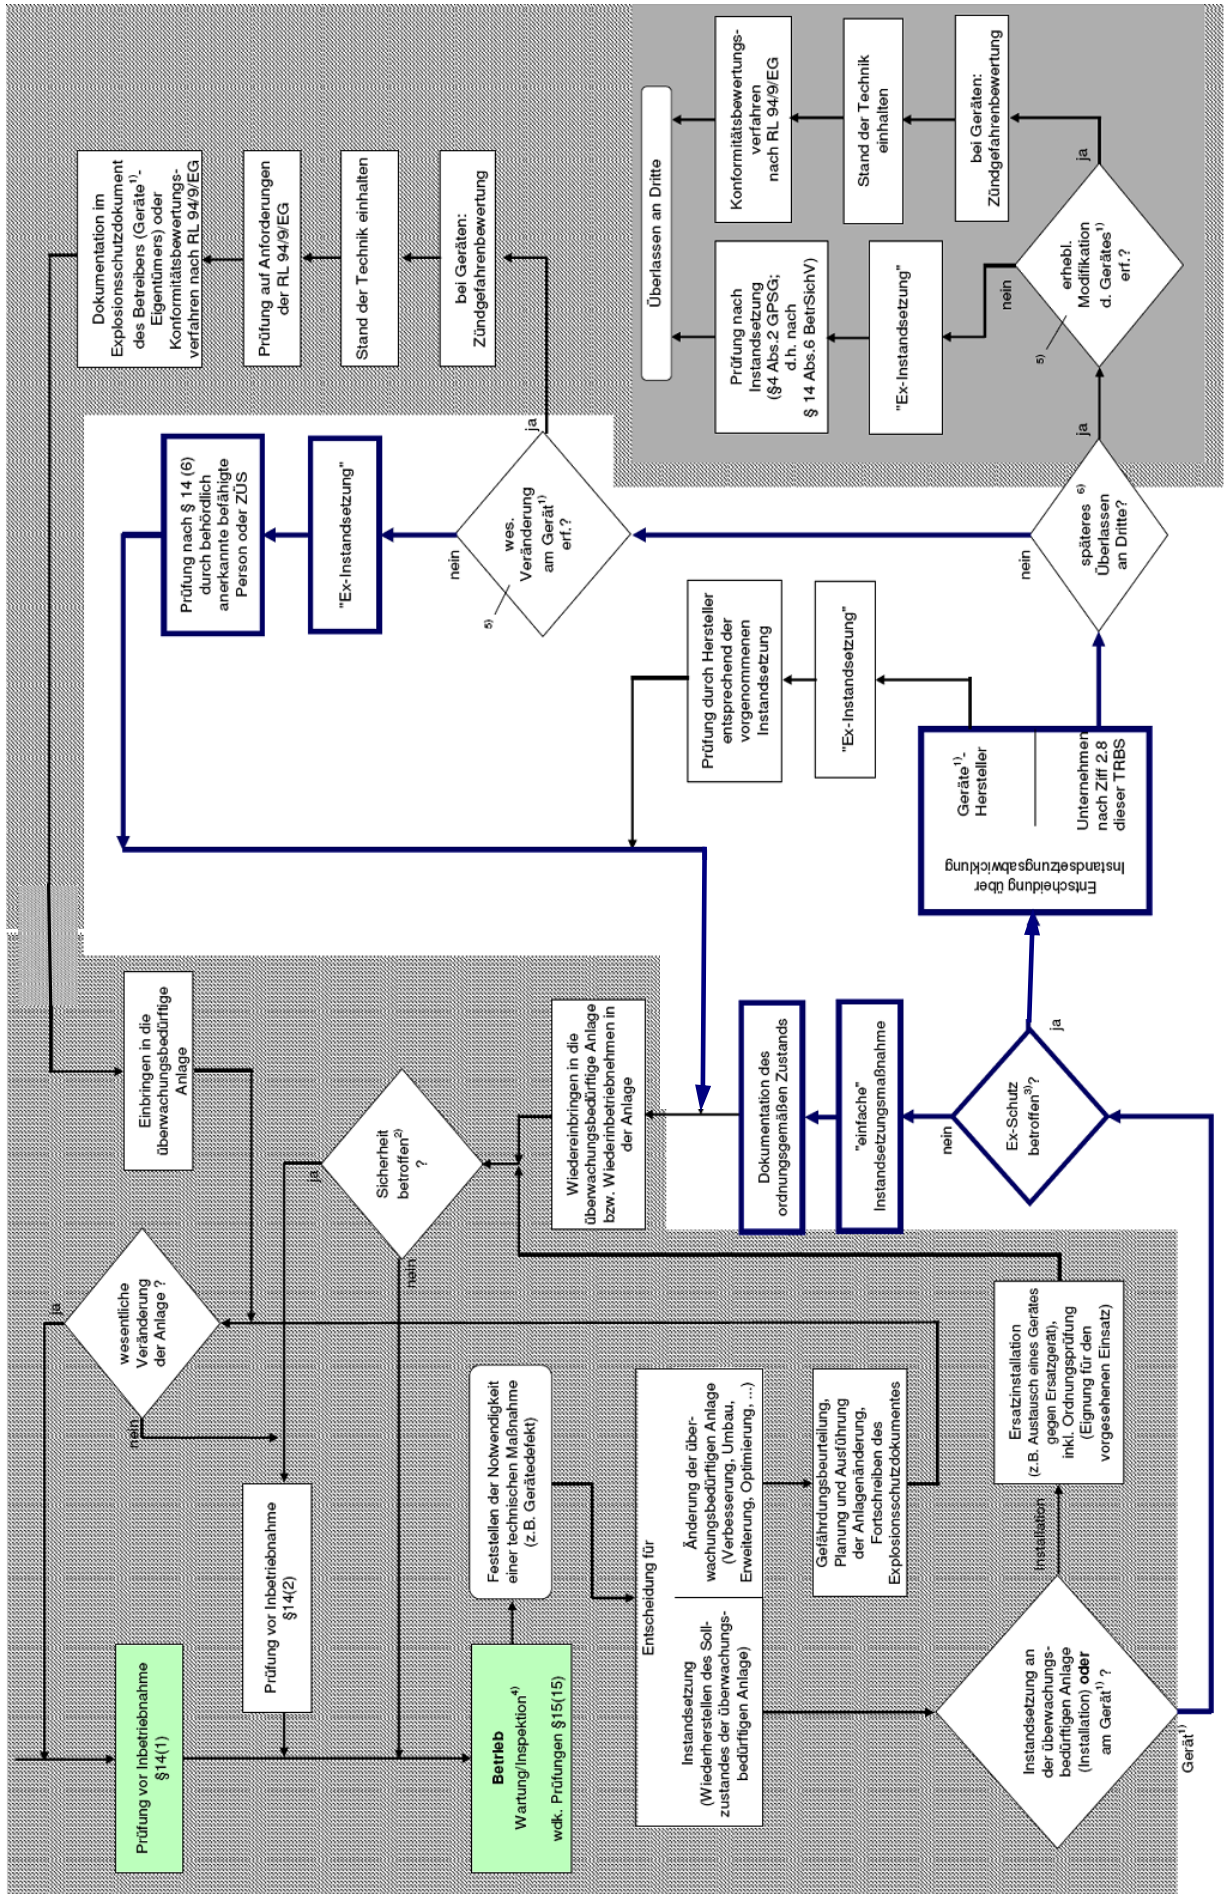 Prüfung vor Inbetriebnahme
§14(1)
wesentliche
Veränderung
der Anlage ?
ja
nein
Einbringen in die
überwachungsbedürftige
Anlage
Dokumentation im
Explosionsschutzdokument
des Betreibers (Geräte1)-
Eigentümers) oder
Konformitätsbewertungs-
verfahren nach RL 94/9/EG
Prüfung vor Inbetriebnahme
§14(2)
Sicherheit
betroffen2)
?
ja
nein
Prüfung nach § 14 (6)
durch behördlich
anerkannte befähigte
Person oder ZÜS
Prüfung auf Anforderungen
der RL 94/9/EG
"Ex-Instandsetzung"
Stand der Technik einhalten
Betrieb
Wartung/Inspektion4)
wdk. Prüfungen §15(15)
Feststellen der Notwendigkeit
einer technischen Maßnahme
(z.B. Gerätedefekt)
Wiedereinbringen in die
überwachungsbedürftige Anlage
bzw. Wiederinbetriebnehmen in
der Anlage
wes.
Veränderung
am Gerät1)
erf.?
5)
nein
ja
bei Geräten:
Zündgefahrenbewertung
Entscheidung für
Instandsetzung
(Wiederherstellen des Soll-
zustandes der überwachungs-
bedürftigen Anlage)
Änderung der über-
wachungsbedürftigen Anlage
(Verbesserung, Umbau,
Erweiterung, Optimierung, ...)
Gefährdungsbeurteilung,
Planung und Ausführung
der Anlagenänderung,
Fortschreiben des
Explosionsschutzdokumentes
Dokumentation des
ordnungsgemäßen Zustands
"einfache"
Instandsetzungsmaßnahme
Prüfung durch Hersteller
entsprechend der
vorgenommenen
Instandsetzung
"Ex-Instandsetzung"
Überlassen an Dritte
Prüfung nach
Instandsetzung
(§4 Abs.2 GPSG;
d.h. nach
§ 14 Abs.6 BetrSichV)
Konformitätsbewertungs-
verfahren
nach RL 94/9/EG
"Ex-Instandsetzung"
Stand der Technik
einhalten
bei Geräten:
Zündgefahrenbewertung
Instandsetzung an
der überwachungs-
bedürftigen Anlage
(Installation) oder
am Gerät1) ?
Installation
Gerät1)
Ersatzinstallation
(z.B. Austausch eines Gerätes
gegen Ersatzgerät),
inkl. Ordnungsprüfung
(Eignung für den
vorgesehenen Einsatz)
Ex-Schutz
betroffen3)?
nein
ja
Entscheidung über
Instandsetzungsabwicklung
Geräte1)-
Hersteller
Unternehmen
nach Ziff 2.8
dieser TRBS
späteres 6)
Überlassen
an Dritte?
nein
ja
erhebl.
Modifikation
d. Gerätes1)
erf.?
5)
nein
ja